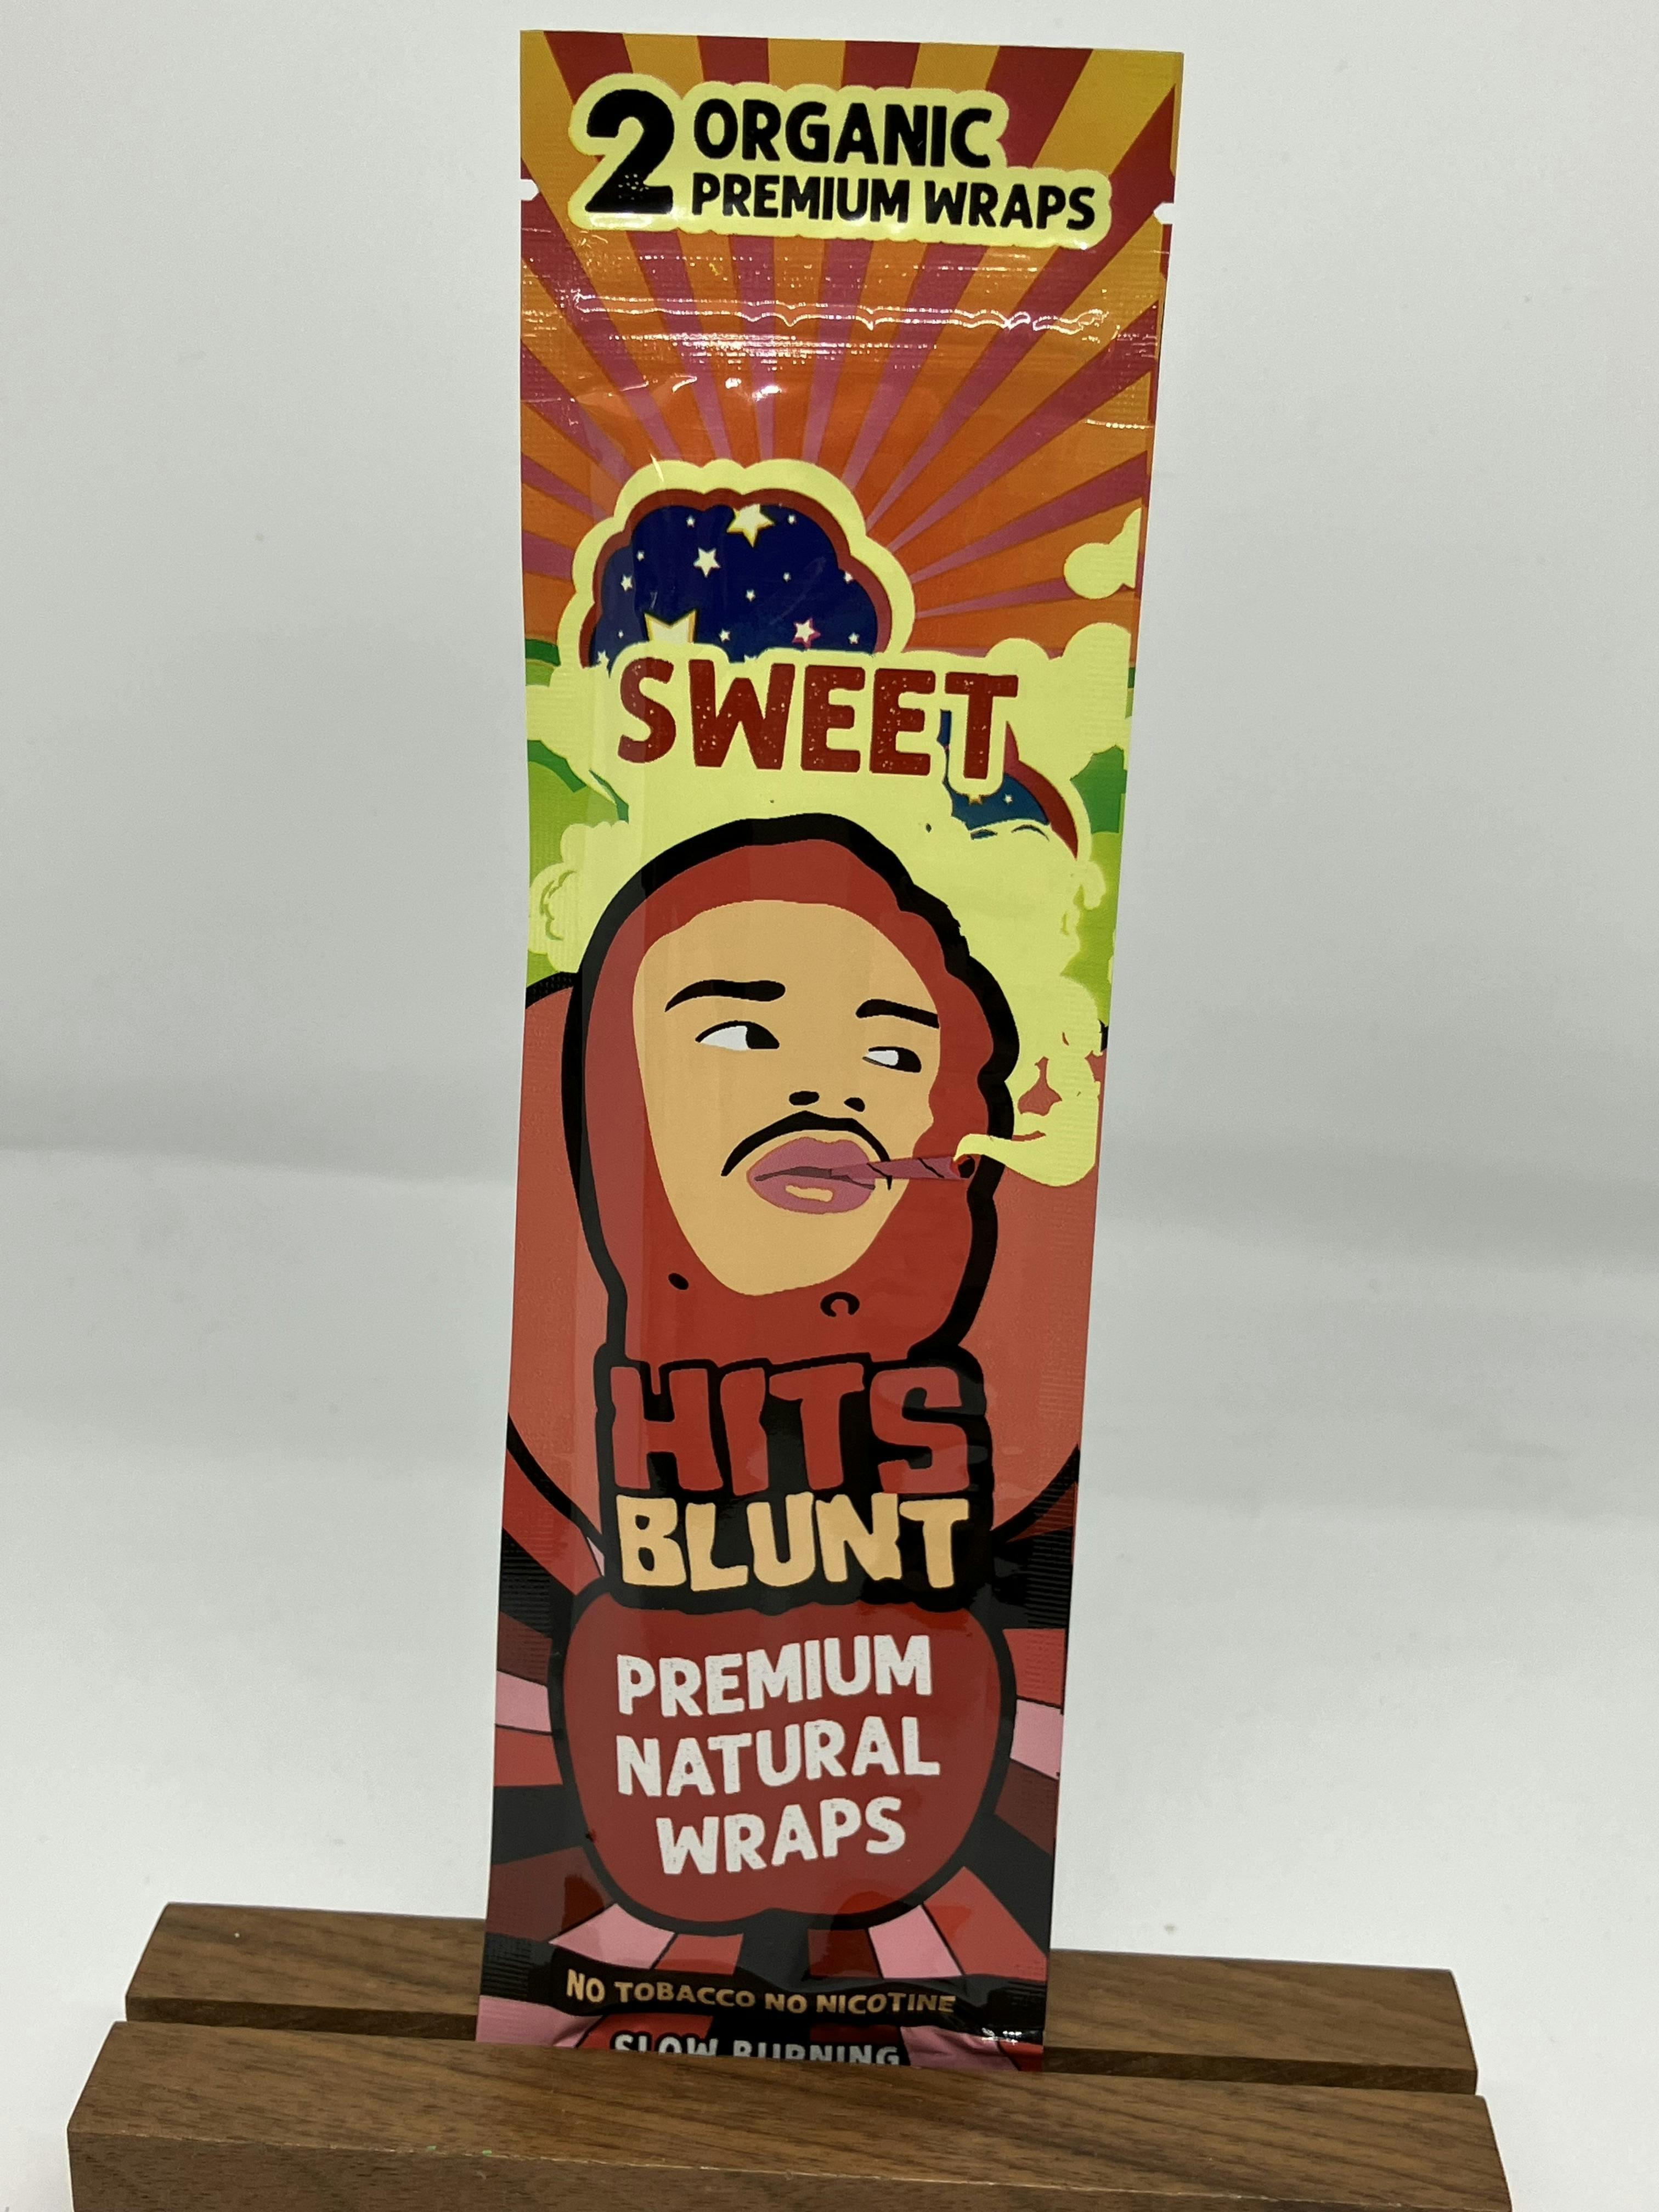 2 ORGANIC
PREMIUM WRAPS
SWEET
HITS
BLUNT
PREMIUM
NATURAL
WRAPS
NO TOBACCO NO NICOTINE
SLOW BURNING